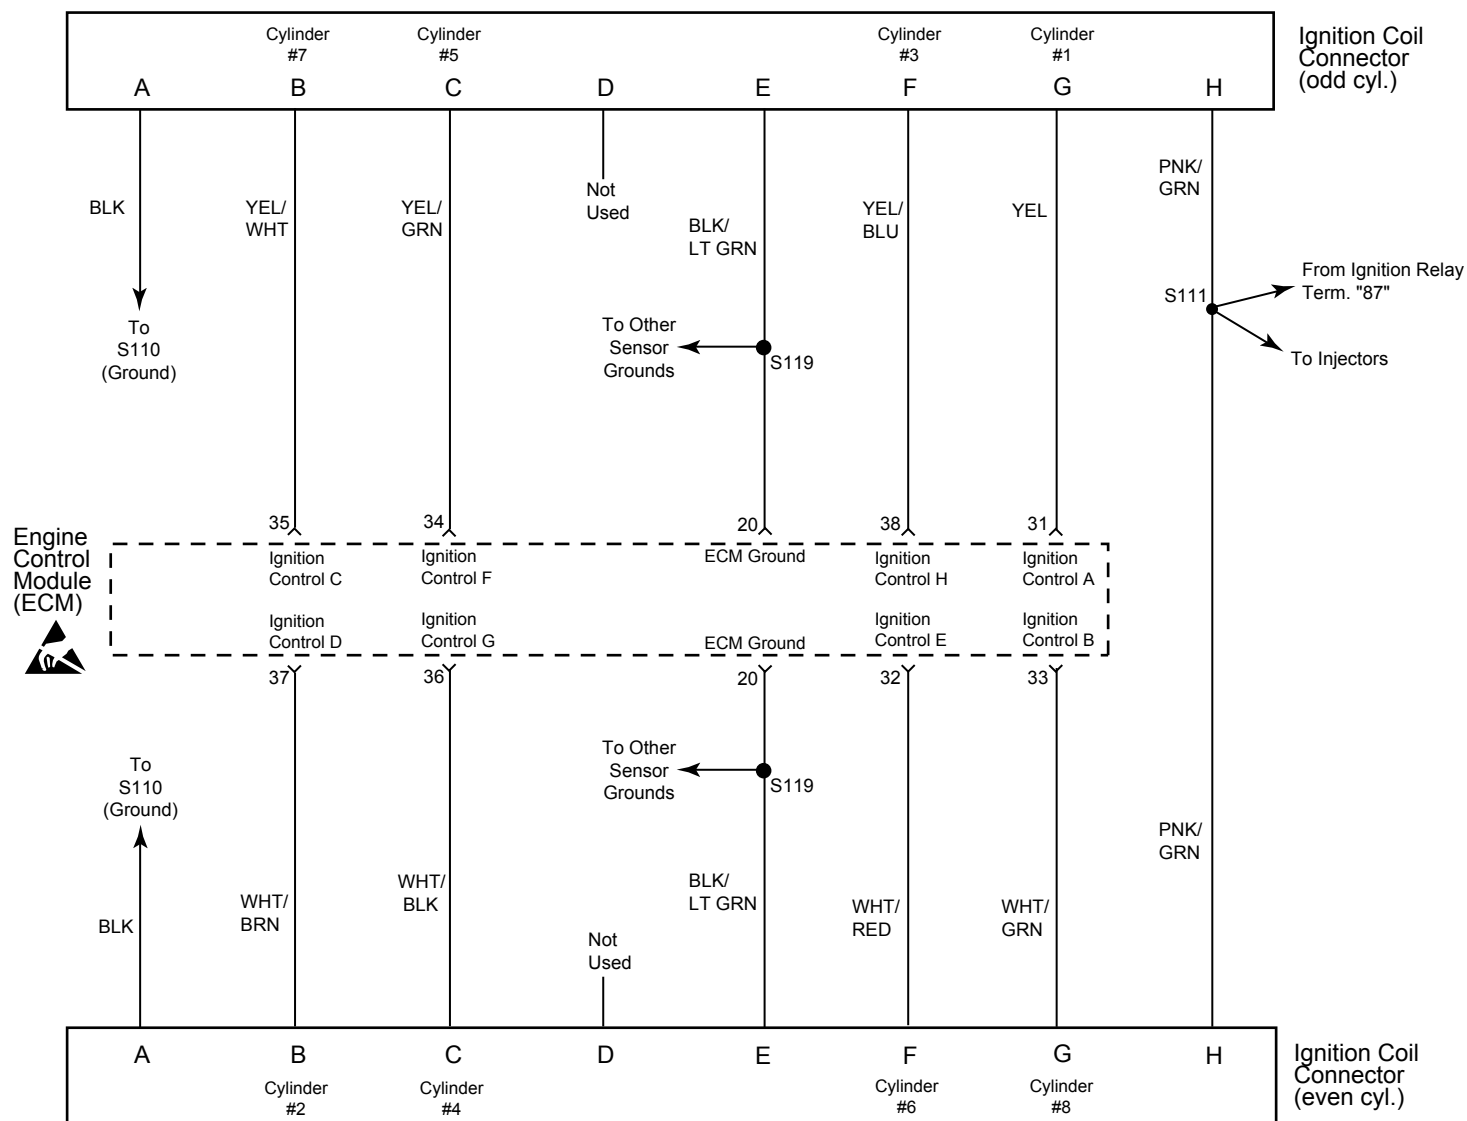 Cylinder
#7
Cylinder
#5
Cylinder
#3
Cylinder
#1
Ignition Coil
Connector
(odd cyl.)
A B C D E F G H
BLK
YEL/
WHT
YEL/
GRN
Not
Used
BLK/
LT GRN
YEL/
BLU
YEL
PNK/
GRN
To
S110
(Ground)
To Other
Sensor
Grounds
S119
S111
From Ignition Relay
Term. "87"
To Injectors
35 34 20 38 31
Engine
Control
Module
(ECM)
Ignition
Control C
Ignition
Control F
ECM Ground
Ignition
Control H
Ignition
Control A
Ignition
Control D
Ignition
Control G
ECM Ground
Ignition
Control E
Ignition
Control B
37 36 20 32 33
To
S110
(Ground)
To Other
Sensor
Grounds
S119
BLK
WHT/
BRN
WHT/
BLK
Not
Used
BLK/
LT GRN
WHT/
RED
WHT/
GRN
PNK/
GRN
A B C D E F G H
Cylinder
#2
Cylinder
#4
Cylinder
#6
Cylinder
#8
Ignition Coil
Connector
(even cyl.)